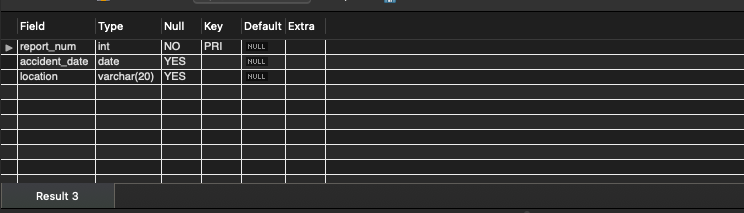 Field Type Null Key Default Extra
report_num int NO PRI NULL
accident_date date YES NULL
location varchar(20) YES NULL
Result 3